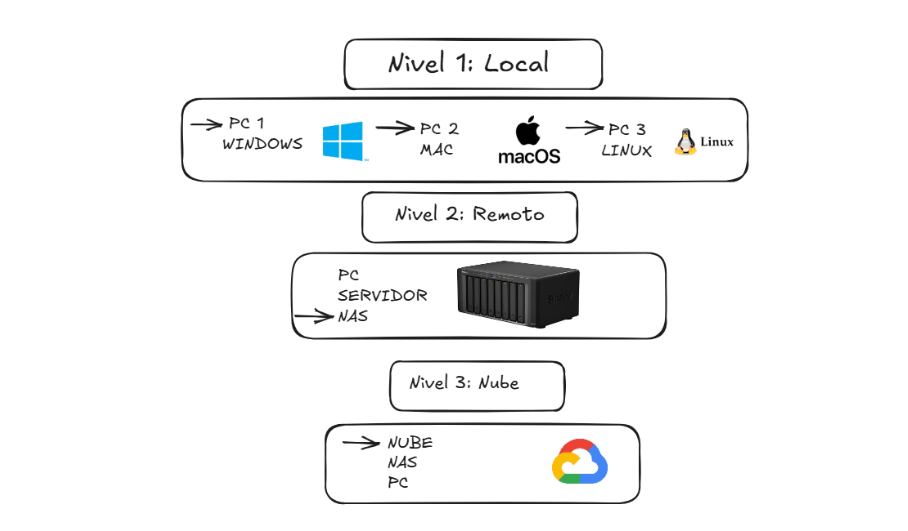 Nivel 1: Local
PC 1
WINDOWS
PC 2
MAC
macOS
PC 3
LINUX
Linux
Nivel 2: Remoto
PC
SERVIDOR
NAS
Nivel 3: Nube
NUBE
NAS
PC